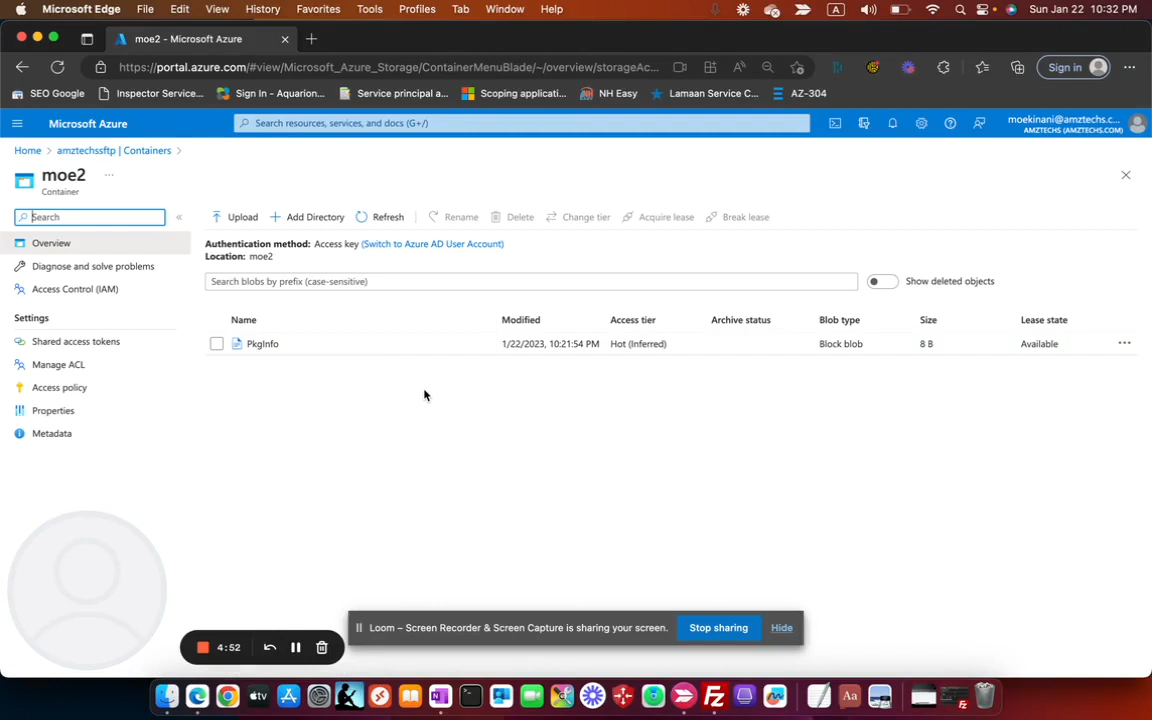 Microsoft Edge File Edit View History Favorites Tools Profiles Tab Window Help A Sun Jan 22 10:32 PM
moe2 - Microsoft Azure
https://portal.azure.com/#view/Microsoft_Azure_Storage/ContainerMenuBlade/~/overview/storageAc... Sign in
SEO Google Inspector Service... Sign In - Aquarion... Service principal a... Scoping applicati... NH Easy Lamaan Service C... AZ-304
Microsoft Azure Search resources, services, and docs (G+/) moekinani@amztechs.c...
AMZTECHS (AMZTECHS.COM)
Home > amztechssftp | Containers >
moe2 ...
Container
Search « Upload Add Directory Refresh Rename Delete Change tier Acquire lease Break lease
Overview
Diagnose and solve problems
Access Control (IAM)
Settings
Shared access tokens
Manage ACL
Access policy
Properties
Metadata
Authentication method: Access key (Switch to Azure AD User Account)
Location: moe2
Search blobs by prefix (case-sensitive) Show deleted objects
Name Modified Access tier Archive status Blob type Size Lease state
PkgInfo 1/22/2023, 10:21:54 PM Hot (Inferred) Block blob 8 B Available ...
Loom – Screen Recorder & Screen Capture is sharing your screen. Stop sharing Hide
4:52
tv Aa